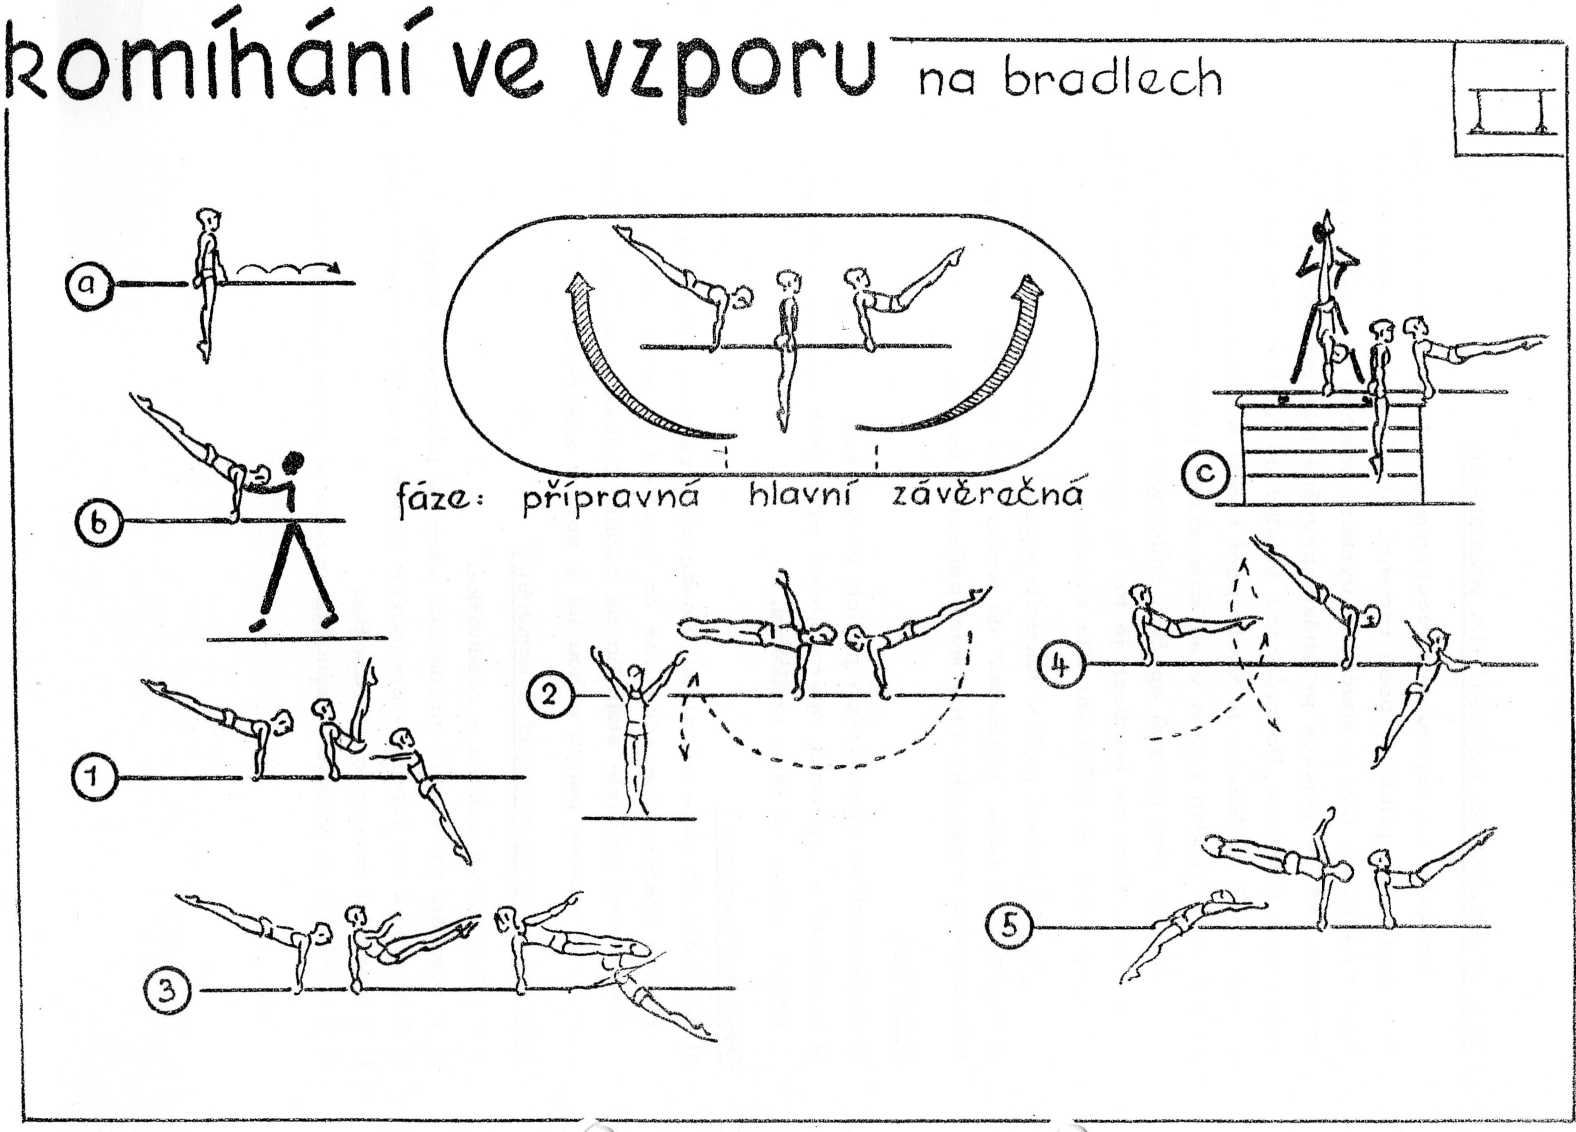 komíhání ve vzporu na bradlech
a
b
fáze: přípravná hlavní závěrečná
c
1
2
4
3
5